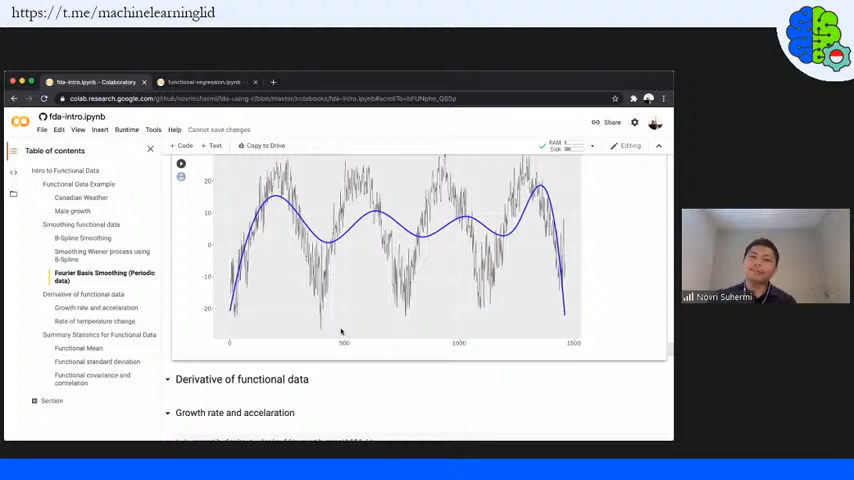 https://t.me/machinelearninglid
fda-intro.ipynb - Colaboratory
functional-regression.ipynb
fda-intro.ipynb
File Edit View Insert Runtime Tools Help Cannot save changes
Share
+ Code + Text Copy to Drive
RAM
Disk
Editing
Table of contents
Intro to Functional Data
Functional Data Example
Canadian Weather
Male growth
Smoothing functional data
B-Spline Smoothing
Smoothing Wiener process using
B-Spline
Fourier Basis Smoothing (Periodic
data)
Derivative of functional data
Growth rate and accelaration
Rate of temperature change
Summary Statistics for Functional Data
Functional Mean
Functional standard deviation
Functional covariance and
correlation
Section
20
10
0
-10
-20
0
500
1000
1500
Derivative of functional data
Growth rate and accelaration
Novri Suhermi